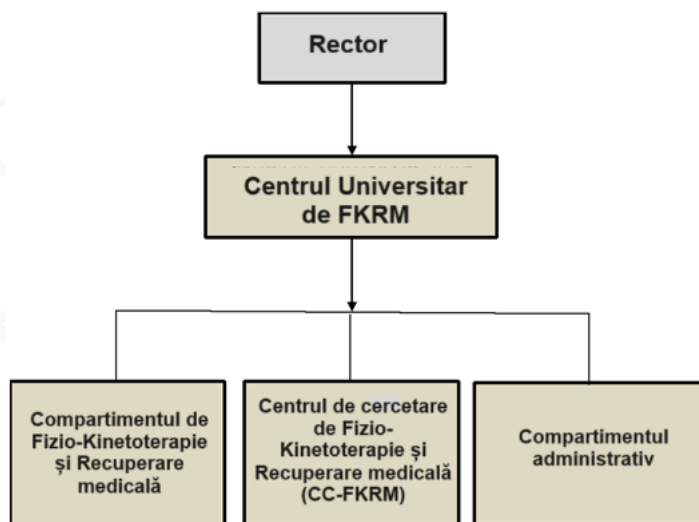 Rector
Centrul Universitar
de FKRM
Compartimentul de
Fizio-Kinetoterapie
și Recuperare
medicală
Centrul de cercetare
de Fizio-
Kinetoterapie și
Recuperare medicală
(CC-FKRM)
Compartimentul
administrativ